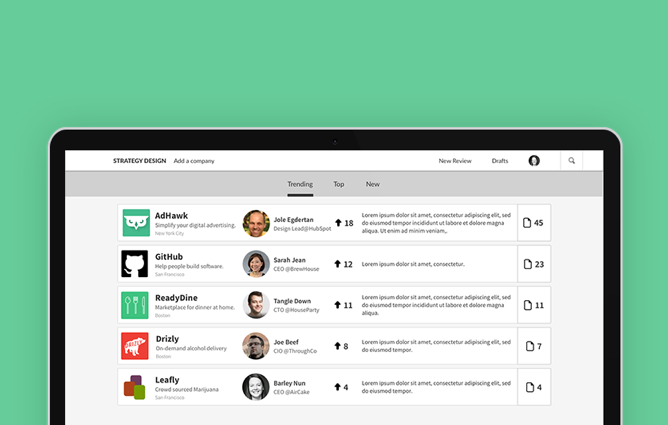 STRATEGY DESIGN Add a company New Review Drafts
Trending Top New
AdHawk
Simplify your digital advertising.
New York City
Jole Egdertan
Design Lead@HubSpot
18
Lorem ipsum dolor sit amet, consectetur adipiscing elit, sed
do eiusmod tempor incididunt ut labore et dolore magna
aliqua. Ut enim ad minim veniam,.
45
GitHub
Help people build software.
San Francisco
Sarah Jean
CEO @BrewHouse
12
Lorem ipsum dolor sit amet, consectetur.
23
ReadyDine
Marketplace for dinner at home.
Boston
Tangle Down
CTO @HouseParty
11
Lorem ipsum dolor sit amet, consectetur adipiscing elit, sed
do eiusmod tempor incididunt ut labore et dolore magna
aliqua.
11
DRIZLY
Drizly
On-demand alcohol delivery
Boston
Joe Beef
CIO @ThroughCo
8
Lorem ipsum dolor sit amet, consectetur adipiscing elit, sed
do eiusmod tempor.
7
Leafly
Crowd sourced Marijuana
San Francisco
Barley Nun
CEO @AirCake
4
Lorem ipsum dolor sit amet, consectetur adipiscing elit, sed
do eiusmod tempor.
4